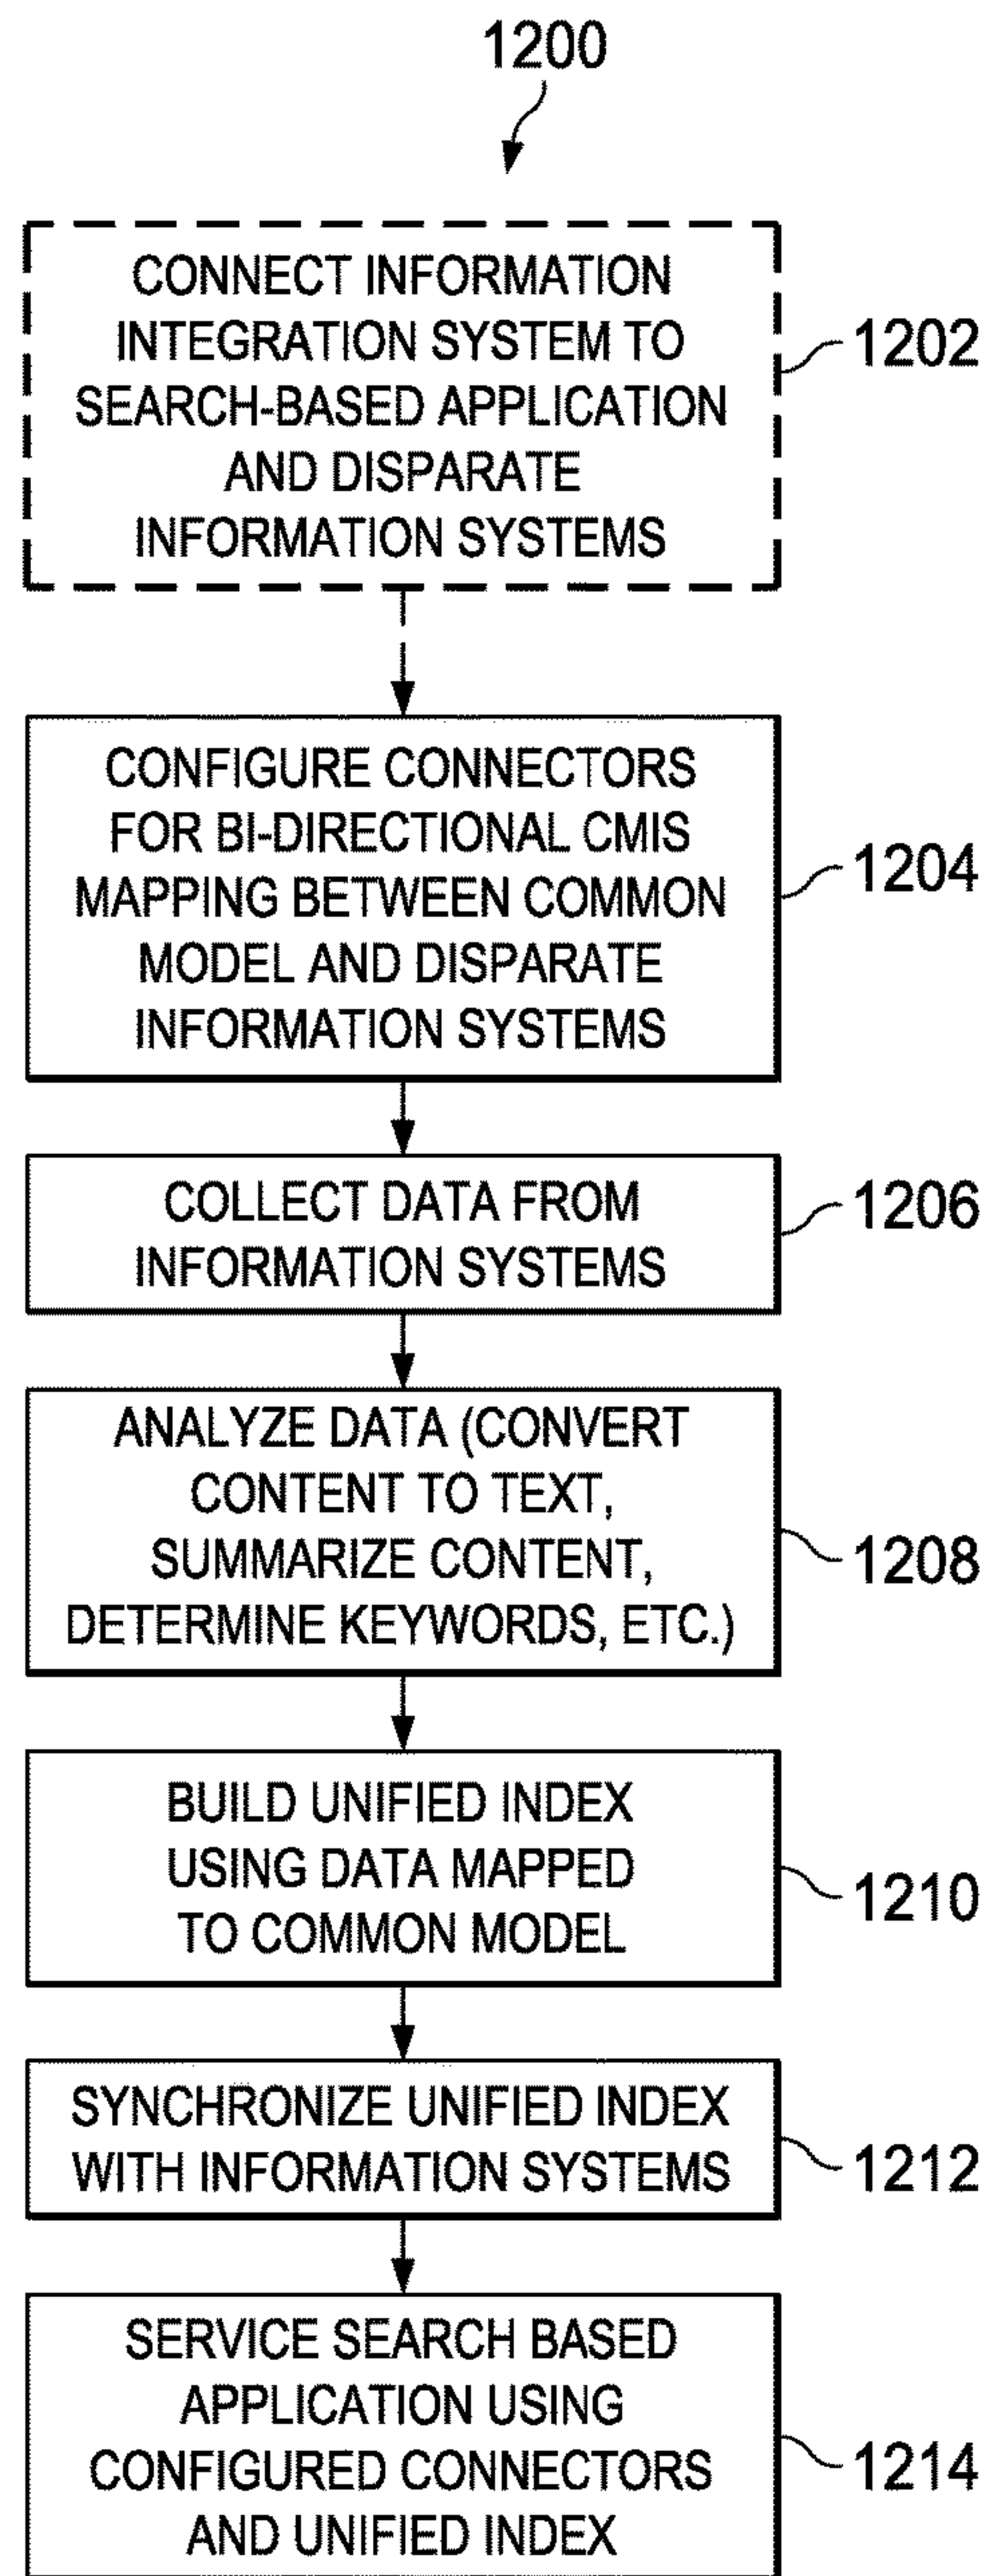 1200
CONNECT INFORMATION
INTEGRATION SYSTEM TO
SEARCH-BASED APPLICATION
AND DISPARATE
INFORMATION SYSTEMS
1202
CONFIGURE CONNECTORS
FOR BI-DIRECTIONAL CMIS
MAPPING BETWEEN COMMON
MODEL AND DISPARATE
INFORMATION SYSTEMS
1204
COLLECT DATA FROM
INFORMATION SYSTEMS
1206
ANALYZE DATA (CONVERT
CONTENT TO TEXT,
SUMMARIZE CONTENT,
DETERMINE KEYWORDS, ETC.)
1208
BUILD UNIFIED INDEX
USING DATA MAPPED
TO COMMON MODEL
1210
SYNCHRONIZE UNIFIED INDEX
WITH INFORMATION SYSTEMS
1212
SERVICE SEARCH BASED
APPLICATION USING
CONFIGURED CONNECTORS
AND UNIFIED INDEX
1214